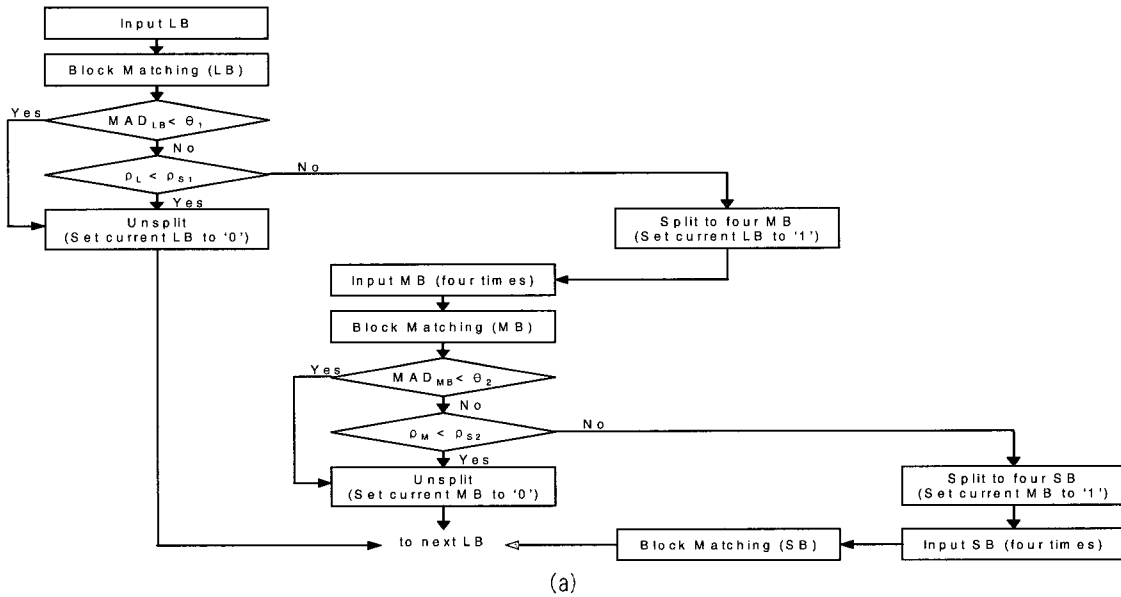 Input LB
Block Matching (LB)
Yes
MAD_LB < θ_1
No
ρ_L < ρ_S1
No
Yes
Unsplit
(Set current LB to '0')
Split to four MB
(Set current LB to '1')
Input MB (four times)
Block Matching (MB)
Yes
MAD_MB < θ_2
No
ρ_M < ρ_S2
No
Yes
Unsplit
(Set current MB to '0')
Split to four SB
(Set current MB to '1')
to next LB
Block Matching (SB)
Input SB (four times)
(a)